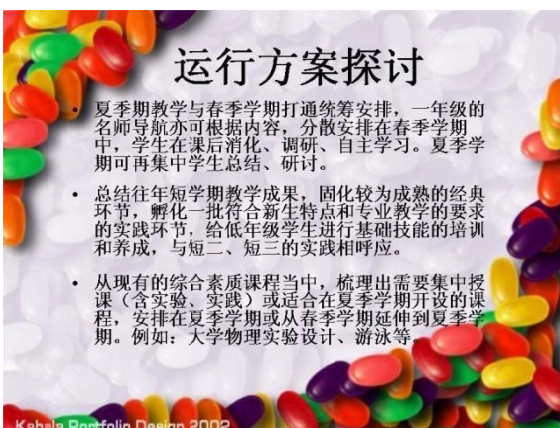 运行方案探讨
• 夏季期教学与春季学期打通统筹安排，一年级的
名师导航亦可根据内容，分散安排在春季学期
中，学生在课后消化、调研、自主学习。夏季学
期可再集中学生总结、研讨。
• 总结往年短学期教学成果，固化较为成熟的经典
环节，孵化一批符合新生特点和专业教学的要求
的实践环节，给低年级学生进行基础技能的培训
和养成，与短二、短三的实践相呼应。
• 从现有的综合素质课程当中，梳理出需要集中授
课（含实验、实践）或适合在夏季学期开设的课
程，安排在夏季学期或从春季学期延伸到夏季学
期。例如：大学物理实验设计、游泳等。
Kahala Portfolio Design 2002